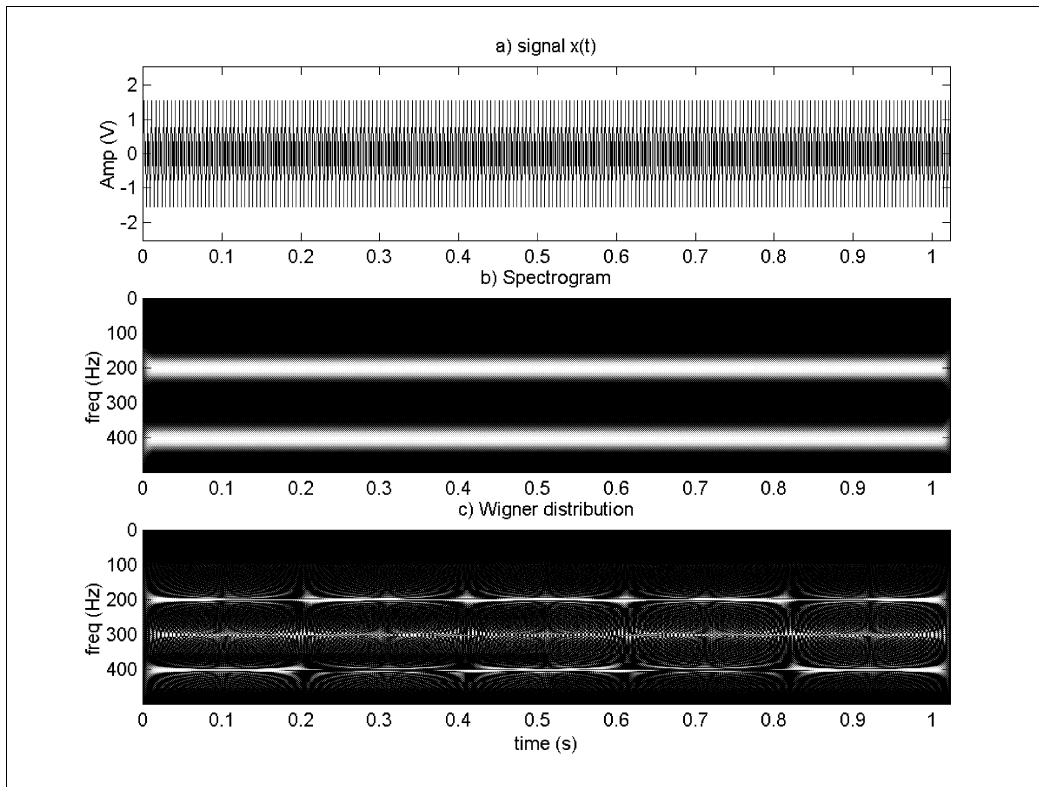 a) signal x(t)
Amp (V)
2
1
0
-1
-2
0 0.1 0.2 0.3 0.4 0.5 0.6 0.7 0.8 0.9 1
b) Spectrogram
freq (Hz)
0
100
200
300
400
0 0.1 0.2 0.3 0.4 0.5 0.6 0.7 0.8 0.9 1
c) Wigner distribution
freq (Hz)
0
100
200
300
400
0 0.1 0.2 0.3 0.4 0.5 0.6 0.7 0.8 0.9 1
time (s)